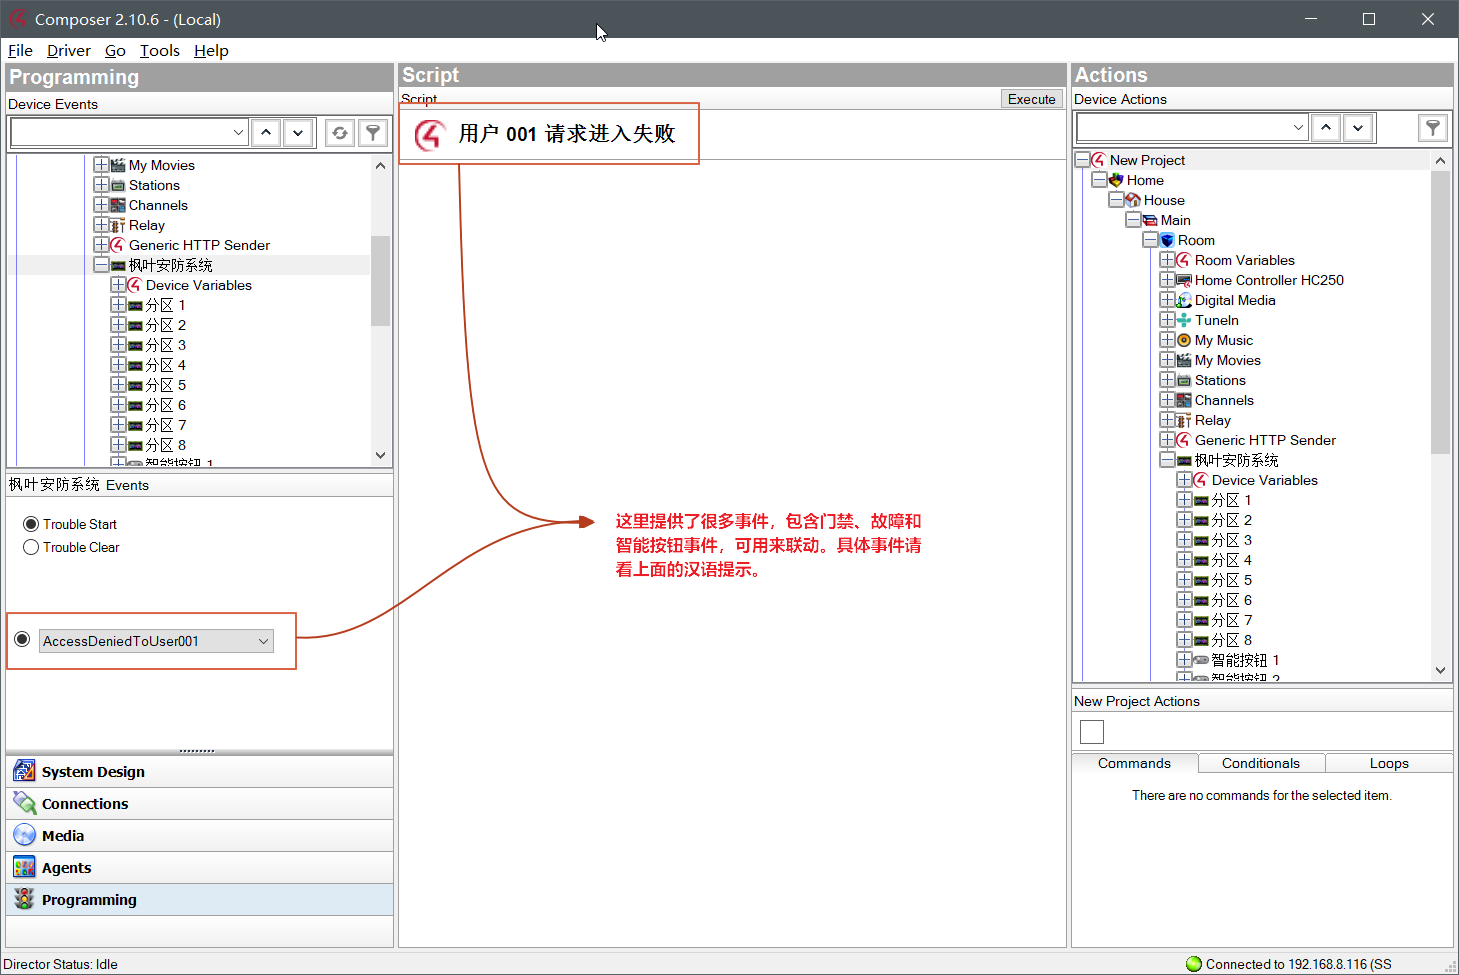 Composer 2.10.6 - (Local)
File Driver Go Tools Help
Programming
Device Events
My Movies
Stations
Channels
Relay
Generic HTTP Sender
枫叶安防系统
Device Variables
分区 1
分区 2
分区 3
分区 4
分区 5
分区 6
分区 7
分区 8
智能按钮 1
枫叶安防系统 Events
Trouble Start
Trouble Clear
AccessDeniedToUser001
System Design
Connections
Media
Agents
Programming
Script
Script
Execute
用户 001 请求进入失败
这里提供了很多事件，包含门禁、故障和
智能按钮事件，可用来联动。具体事件请
看上面的汉语提示。
Actions
Device Actions
New Project
Home
House
Main
Room
Room Variables
Home Controller HC250
Digital Media
TuneIn
My Music
My Movies
Stations
Channels
Relay
Generic HTTP Sender
枫叶安防系统
Device Variables
分区 1
分区 2
分区 3
分区 4
分区 5
分区 6
分区 7
分区 8
智能按钮 1
智能按钮 2
New Project Actions
Commands Conditionals Loops
There are no commands for the selected item.
Director Status: Idle
Connected to 192.168.8.116 (SS